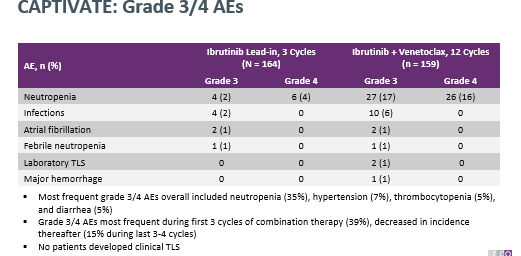 CAPTIVATE: Grade 3/4 AEs
AE, n (%)
Ibrutinib Lead-in, 3 Cycles
(N = 164)
Ibrutinib + Venetoclax, 12 Cycles
(n = 159)
Grade 3 Grade 4 Grade 3 Grade 4
Neutropenia 4 (2) 6 (4) 27 (17) 26 (16)
Infections 4 (2) 0 10 (6) 0
Atrial fibrillation 2 (1) 0 2 (1) 0
Febrile neutropenia 1 (1) 0 1 (1) 0
Laboratory TLS 0 0 2 (1) 0
Major hemorrhage 0 0 1 (1) 0
▪ Most frequent grade 3/4 AEs overall included neutropenia (35%), hypertension (7%), thrombocytopenia (5%),
and diarrhea (5%)
▪ Grade 3/4 AEs most frequent during first 3 cycles of combination therapy (39%), decreased in incidence
thereafter (15% during last 3-4 cycles)
▪ No patients developed clinical TLS